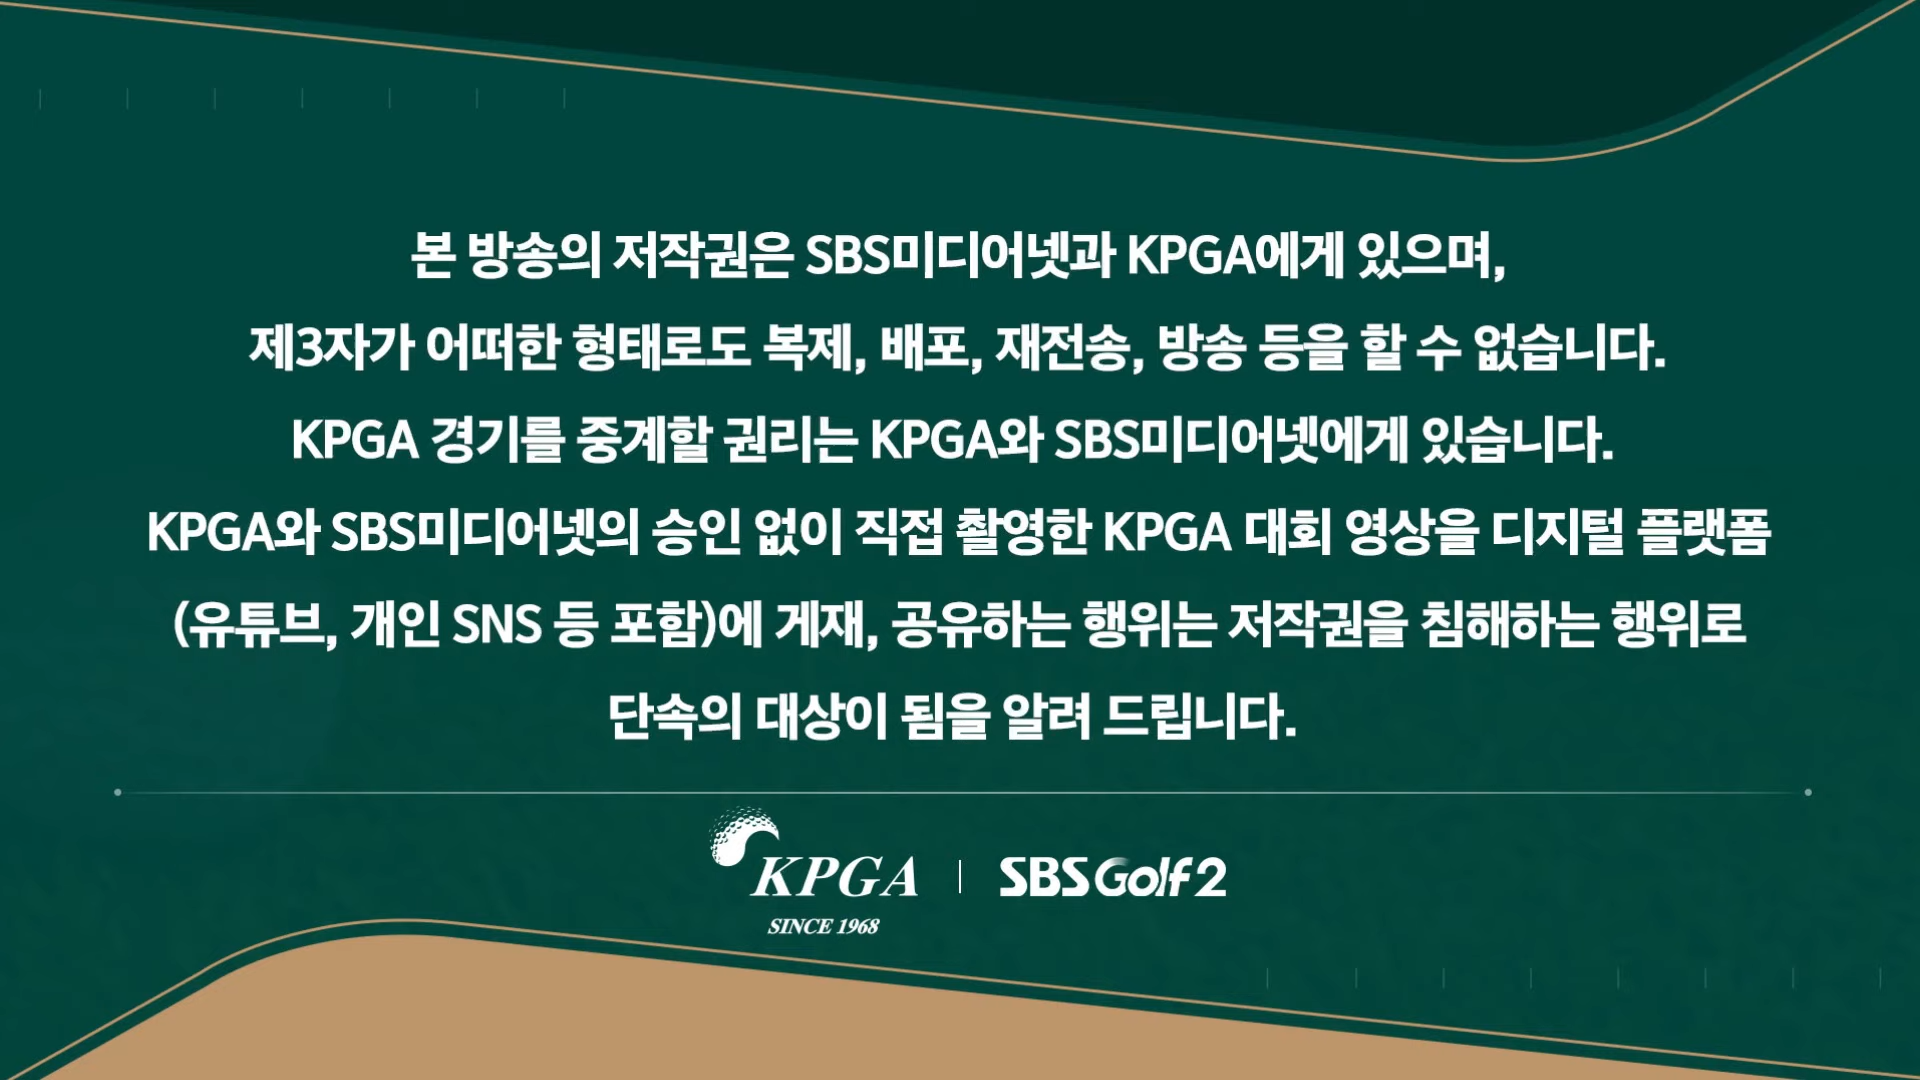 본 방송의 저작권은 SBS미디어넷과 KPGA에게 있으며,
제3자가 어떠한 형태로도 복제, 배포, 재전송, 방송 등을 할 수 없습니다.
KPGA 경기를 중계할 권리는 KPGA와 SBS미디어넷에게 있습니다.
KPGA와 SBS미디어넷의 승인 없이 직접 촬영한 KPGA 대회 영상을 디지털 플랫폼
(유튜브, 개인 SNS 등 포함)에 게재, 공유하는 행위는 저작권을 침해하는 행위로
단속의 대상이 됨을 알려 드립니다.
KPGA SBS Golf 2
SINCE 1968